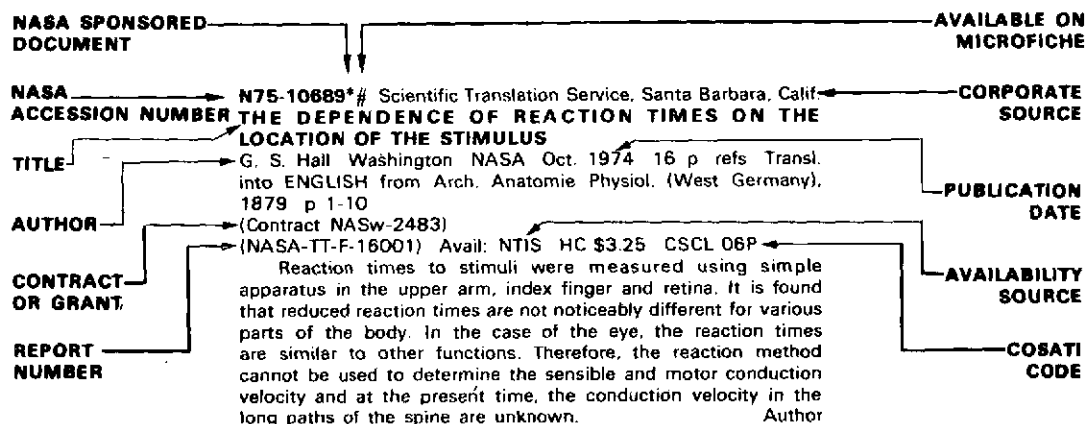 NASA SPONSORED
DOCUMENT
AVAILABLE ON
MICROFICHE
NASA
ACCESSION NUMBER
TITLE
AUTHOR
CONTRACT
OR GRANT
REPORT
NUMBER
N75-10689*# Scientific Translation Service, Santa Barbara, Calif.
THE DEPENDENCE OF REACTION TIMES ON THE
LOCATION OF THE STIMULUS
G. S. Hall Washington NASA Oct. 1974 16 p refs Transl.
into ENGLISH from Arch. Anatomie Physiol. (West Germany),
1879 p 1-10
(Contract NASw-2483)
(NASA-TT-F-16001) Avail: NTIS HC $3.25 CSCL 06P
Reaction times to stimuli were measured using simple
apparatus in the upper arm, index finger and retina. It is found
that reduced reaction times are not noticeably different for various
parts of the body. In the case of the eye, the reaction times
are similar to other functions. Therefore, the reaction method
cannot be used to determine the sensible and motor conduction
velocity and at the present time, the conduction velocity in the
long paths of the spine are unknown. Author
CORPORATE
SOURCE
PUBLICATION
DATE
AVAILABILITY
SOURCE
COSATI
CODE